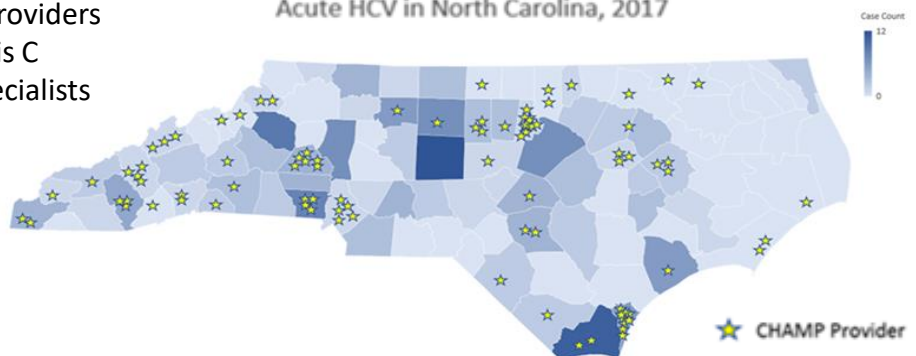 roviders
is C
ecialists
Acute HCV in North Carolina, 2017
Case Count
12
0
CHAMP Provider